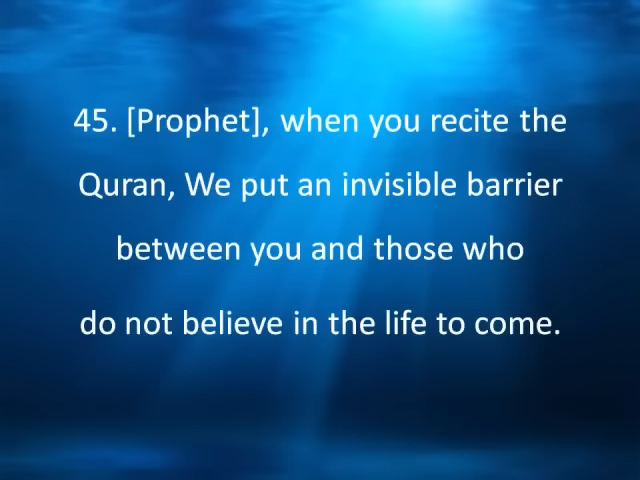 45. [Prophet], when you recite the
Quran, We put an invisible barrier
between you and those who
do not believe in the life to come.